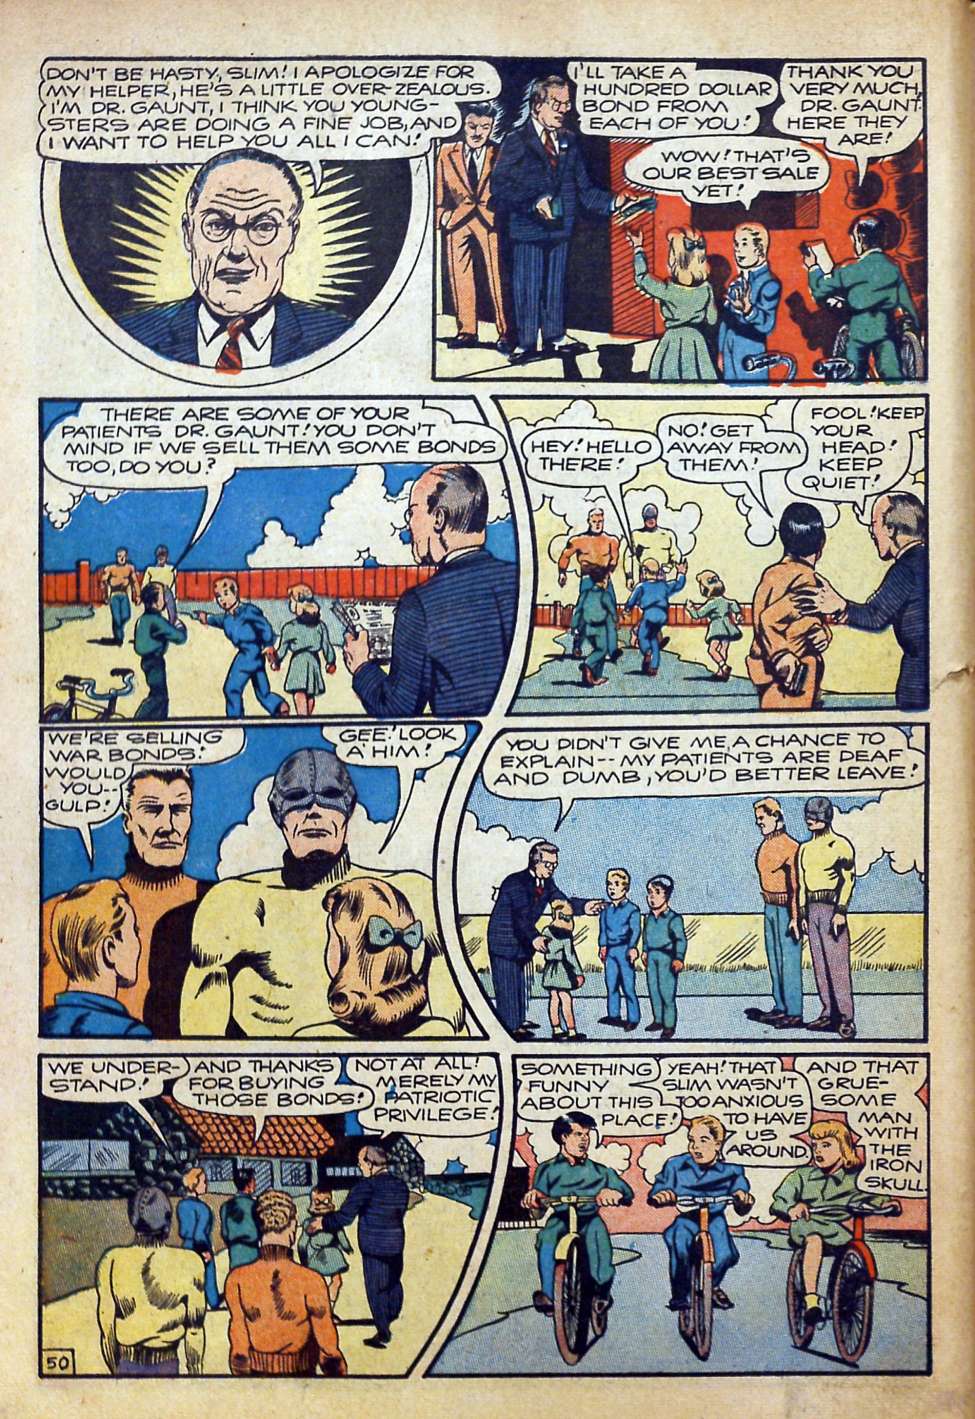 DON'T BE HASTY, SLIM! I APOLOGIZE FOR
MY HELPER, HE'S A LITTLE OVER-ZEALOUS.
I'M DR. GAUNT, I THINK YOU YOUNG-
STERS ARE DOING A FINE JOB, AND
I WANT TO HELP YOU ALL I CAN!
I'LL TAKE A
HUNDRED DOLLAR
BOND FROM
EACH OF YOU!
WOW! THAT'S
OUR BEST SALE
YET!
THANK YOU
VERY MUCH,
DR. GAUNT
HERE THEY
ARE!
THERE ARE SOME OF YOUR
PATIENTS DR. GAUNT! YOU DON'T
MIND IF WE SELL THEM SOME BONDS
TOO, DO YOU?
HEY! HELLO
THERE!
NO! GET
AWAY FROM
THEM!
FOOL! KEEP
YOUR
HEAD!
KEEP
QUIET!
WE'RE SELLING
WAR BONDS!
WOULD
YOU--
GULP!
GEE! LOOK
A' HIM!
YOU DIDN'T GIVE ME, A CHANCE TO
EXPLAIN-- MY PATIENTS ARE DEAF
AND DUMB, YOU'D BETTER LEAVE!
WE UNDER-
STAND!
AND THANKS
FOR BUYING
THOSE BONDS!
NOT AT ALL!
MERELY MY
PATRIOTIC
PRIVILEGE!
SOMETHING
FUNNY
ABOUT THIS
PLACE!
YEAH! THAT
SLIM WASN'T
TOO ANXIOUS
TO HAVE
US
AROUND.
AND THAT
GRUE-
SOME
MAN
WITH
THE
IRON
SKULL.
50